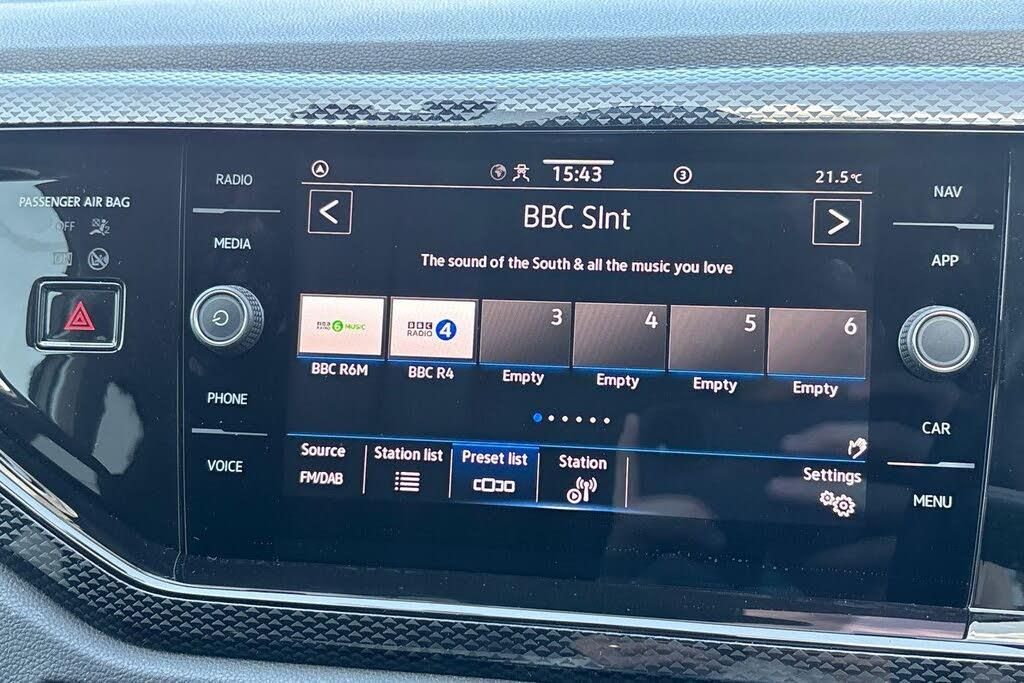 PASSENGER AIR BAG
OFF
ON
RADIO
MEDIA
PHONE
VOICE
15:43
3
21.5°C
<
BBC Slnt
>
The sound of the South & all the music you love
BBC RADIO 6 MUSIC
BBC RADIO 4
3
4
5
6
BBC R6M
BBC R4
Empty
Empty
Empty
Empty
Source
FM/DAB
Station list
Preset list
Station
Settings
NAV
APP
CAR
MENU